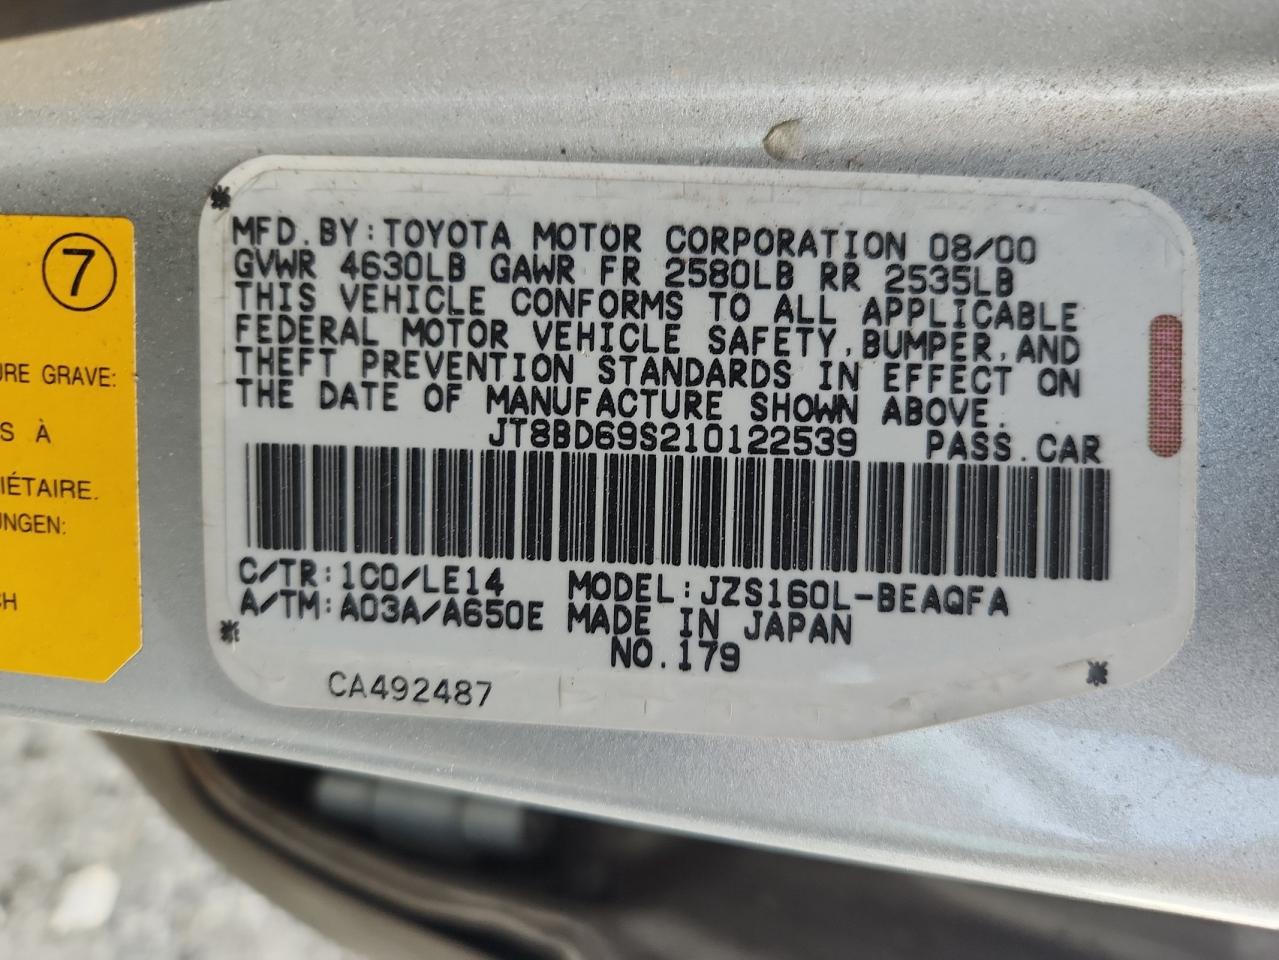 7
URE GRAVE:
S À
IÉTAIRE.
UNGEN:
CH
MFD. BY: TOYOTA MOTOR CORPORATION 08/00
GVWR 4630LB GAWR FR 2580LB RR 2535LB
THIS VEHICLE CONFORMS TO ALL APPLICABLE
FEDERAL MOTOR VEHICLE SAFETY, BUMPER, AND
THEFT PREVENTION STANDARDS IN EFFECT ON
THE DATE OF MANUFACTURE SHOWN ABOVE.
JT8BD69S210122539 PASS. CAR
C/TR: 1C0/LE14 MODEL: JZS160L-BEAQFA
A/TM: A03A/A650E MADE IN JAPAN
NO. 179
CA492487